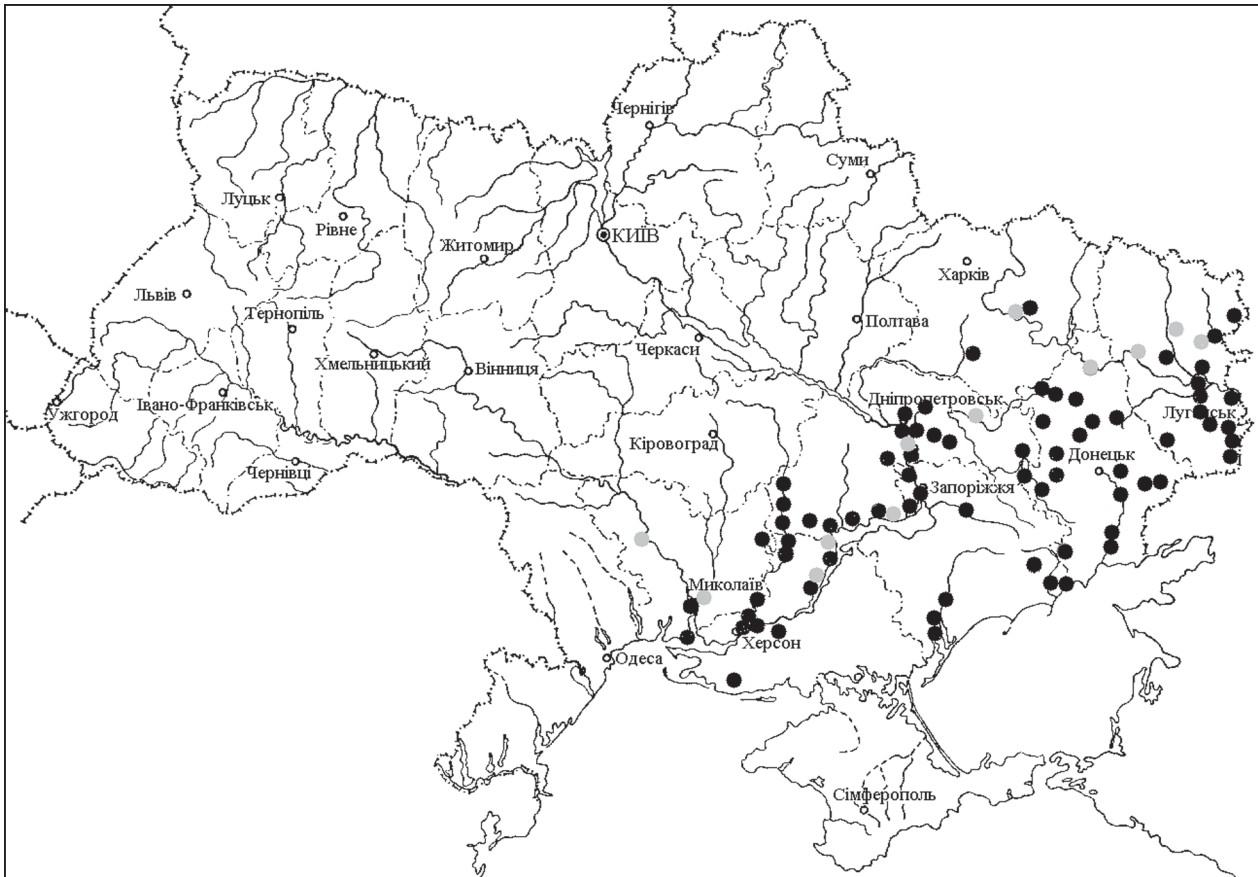 Чернігів
Суми
Луцьк
Рівне
КИЇВ
Житомир
Харків
Львів
Тернопіль
Полтава
Черкаси
Хмельницький
Вінниця
Ужгород
Івано-Франківськ
Дніпропетровськ
Луганськ
Кіровоград
Донецьк
Чернівці
Запоріжжя
Миколаїв
Херсон
Одеса
Сімферополь